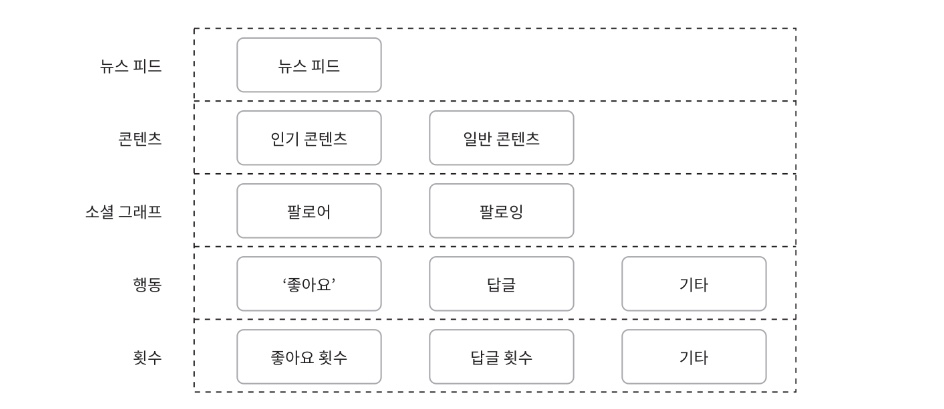 뉴스 피드
뉴스 피드
콘텐츠
인기 콘텐츠
일반 콘텐츠
소셜 그래프
팔로어
팔로잉
행동
‘좋아요’
답글
기타
횟수
좋아요 횟수
답글 횟수
기타